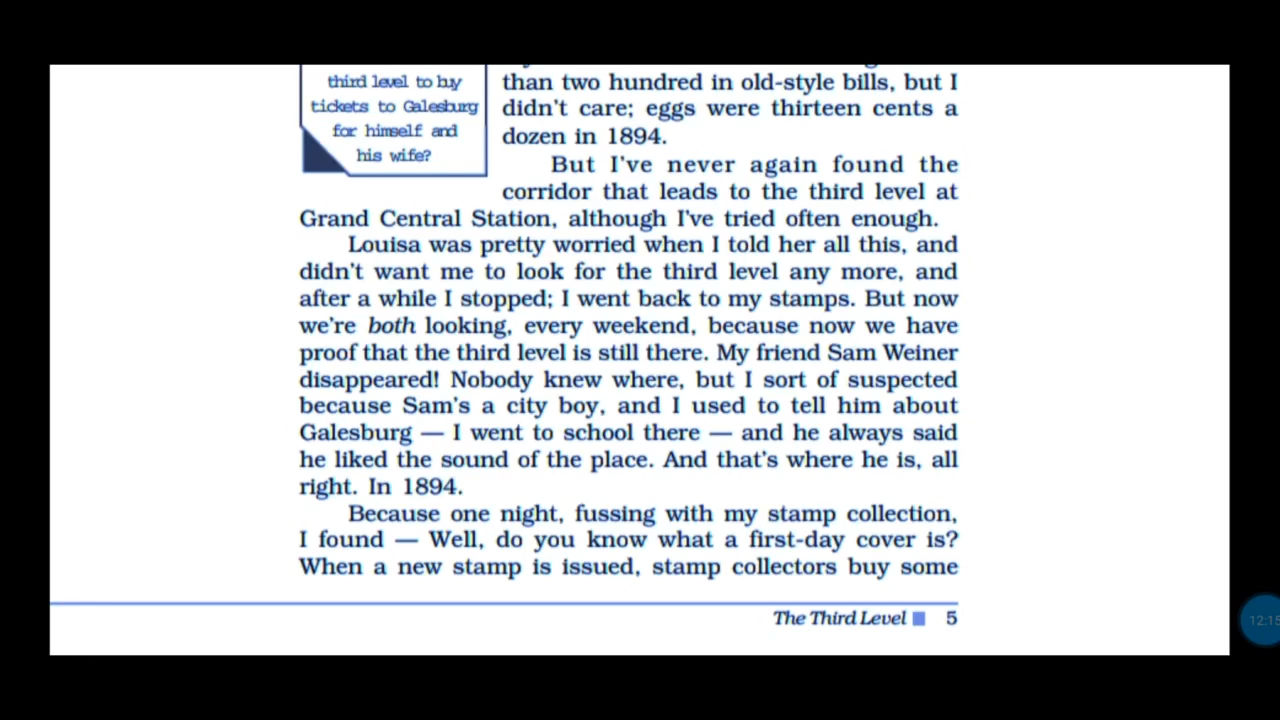 third level to buy
tickets to Galesburg
for himself and
his wife?
than two hundred in old-style bills, but I
didn't care; eggs were thirteen cents a
dozen in 1894.
But I've never again found the
corridor that leads to the third level at
Grand Central Station, although I've tried often enough.
Louisa was pretty worried when I told her all this, and
didn't want me to look for the third level any more, and
after a while I stopped; I went back to my stamps. But now
we're both looking, every weekend, because now we have
proof that the third level is still there. My friend Sam Weiner
disappeared! Nobody knew where, but I sort of suspected
because Sam's a city boy, and I used to tell him about
Galesburg — I went to school there — and he always said
he liked the sound of the place. And that's where he is, all
right. In 1894.
Because one night, fussing with my stamp collection,
I found — Well, do you know what a first-day cover is?
When a new stamp is issued, stamp collectors buy some
The Third Level 5
12:15